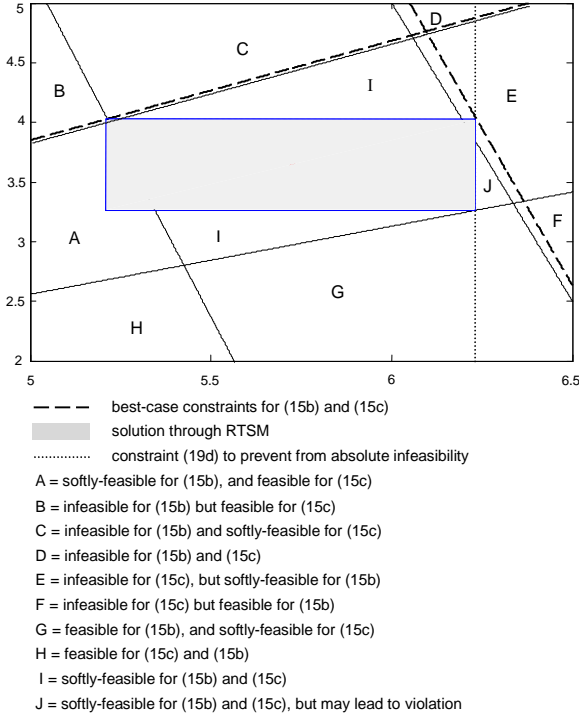 5
D
C
4.5
I
B
E
4
3.5
J
A
I
F
3
G
2.5
H
2
5
5.5
6
6.5
best-case constraints for (15b) and (15c)
solution through RTSM
constraint (19d) to prevent from absolute infeasibility
A = softly-feasible for (15b), and feasible for (15c)
B = infeasible for (15b) but feasible for (15c)
C = infeasible for (15b) and softly-feasible for (15c)
D = infeasible for (15b) and (15c)
E = infeasible for (15c), but softly-feasible for (15b)
F = infeasible for (15c) but feasible for (15b)
G = feasible for (15b), and softly-feasible for (15c)
H = feasible for (15c) and (15b)
I = softly-feasible for (15b) and (15c)
J = softly-feasible for (15b) and (15c), but may lead to violation